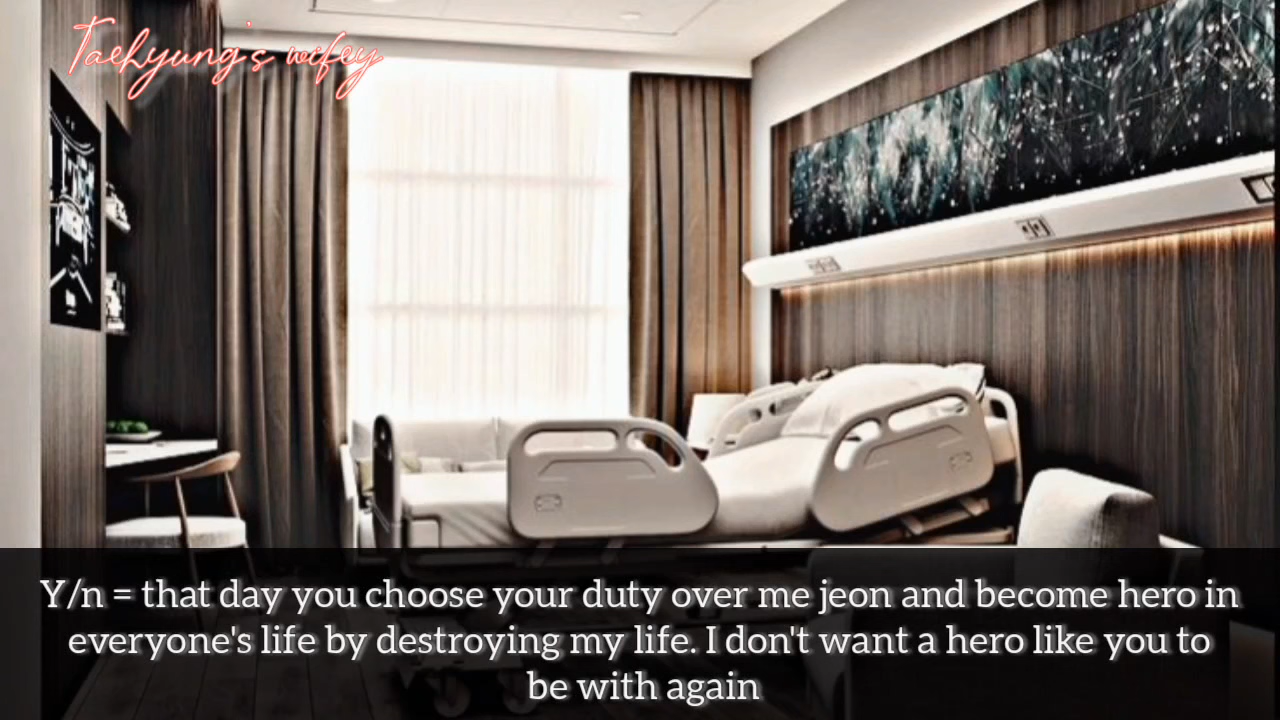 Taehyung's wifey
Y/n = that day you choose your duty over me jeon and become hero in
everyone's life by destroying my life. I don't want a hero like you to
be with again